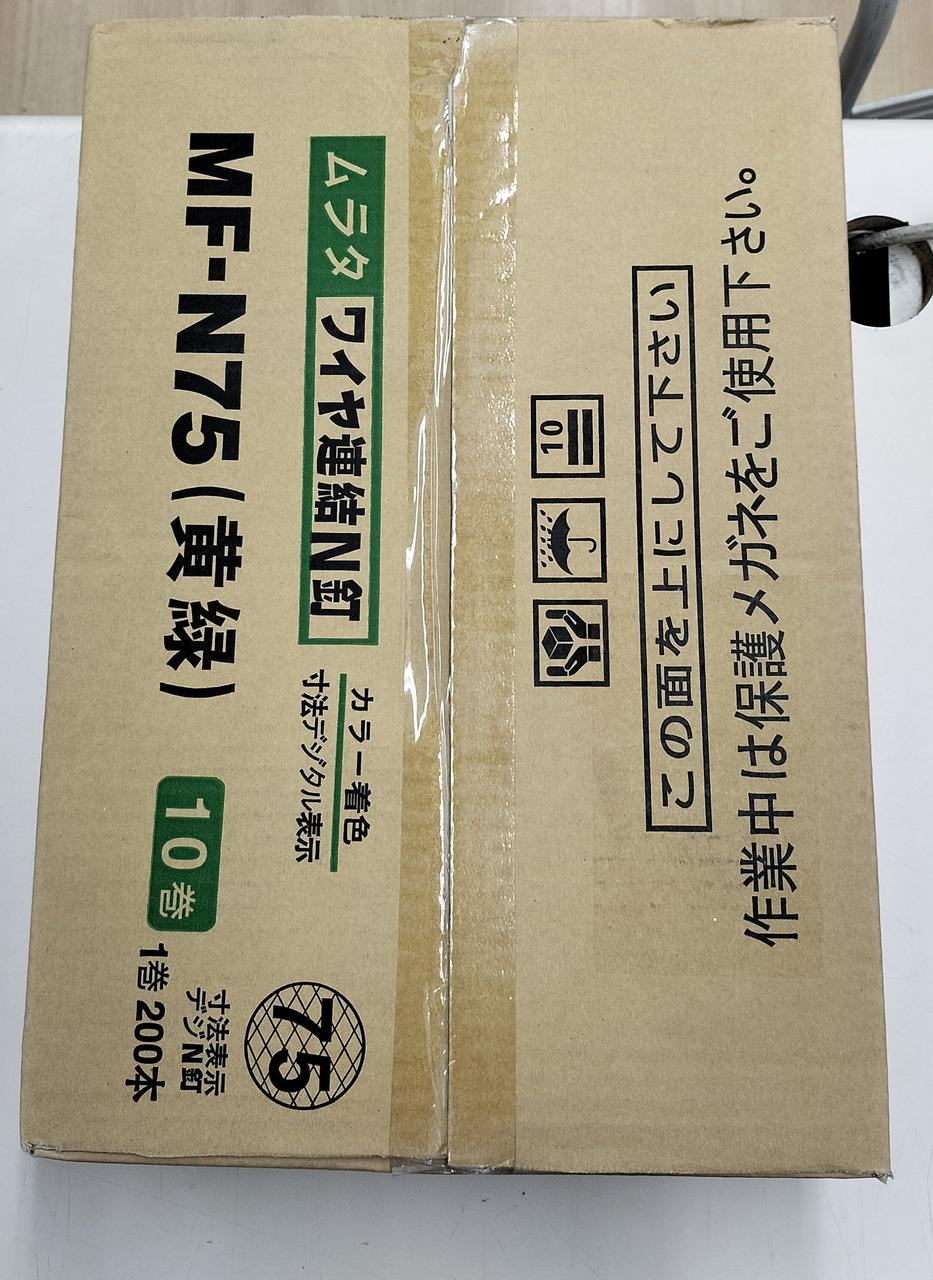 ムラタ ワイヤ連結N釘
カラー着色
寸法デジタル表示
MF-N75(黄緑)
10巻
1巻200本
75
寸法表示
デジN釘
10
この面を上にして下さい
作業中は保護メガネをご使用下さい。